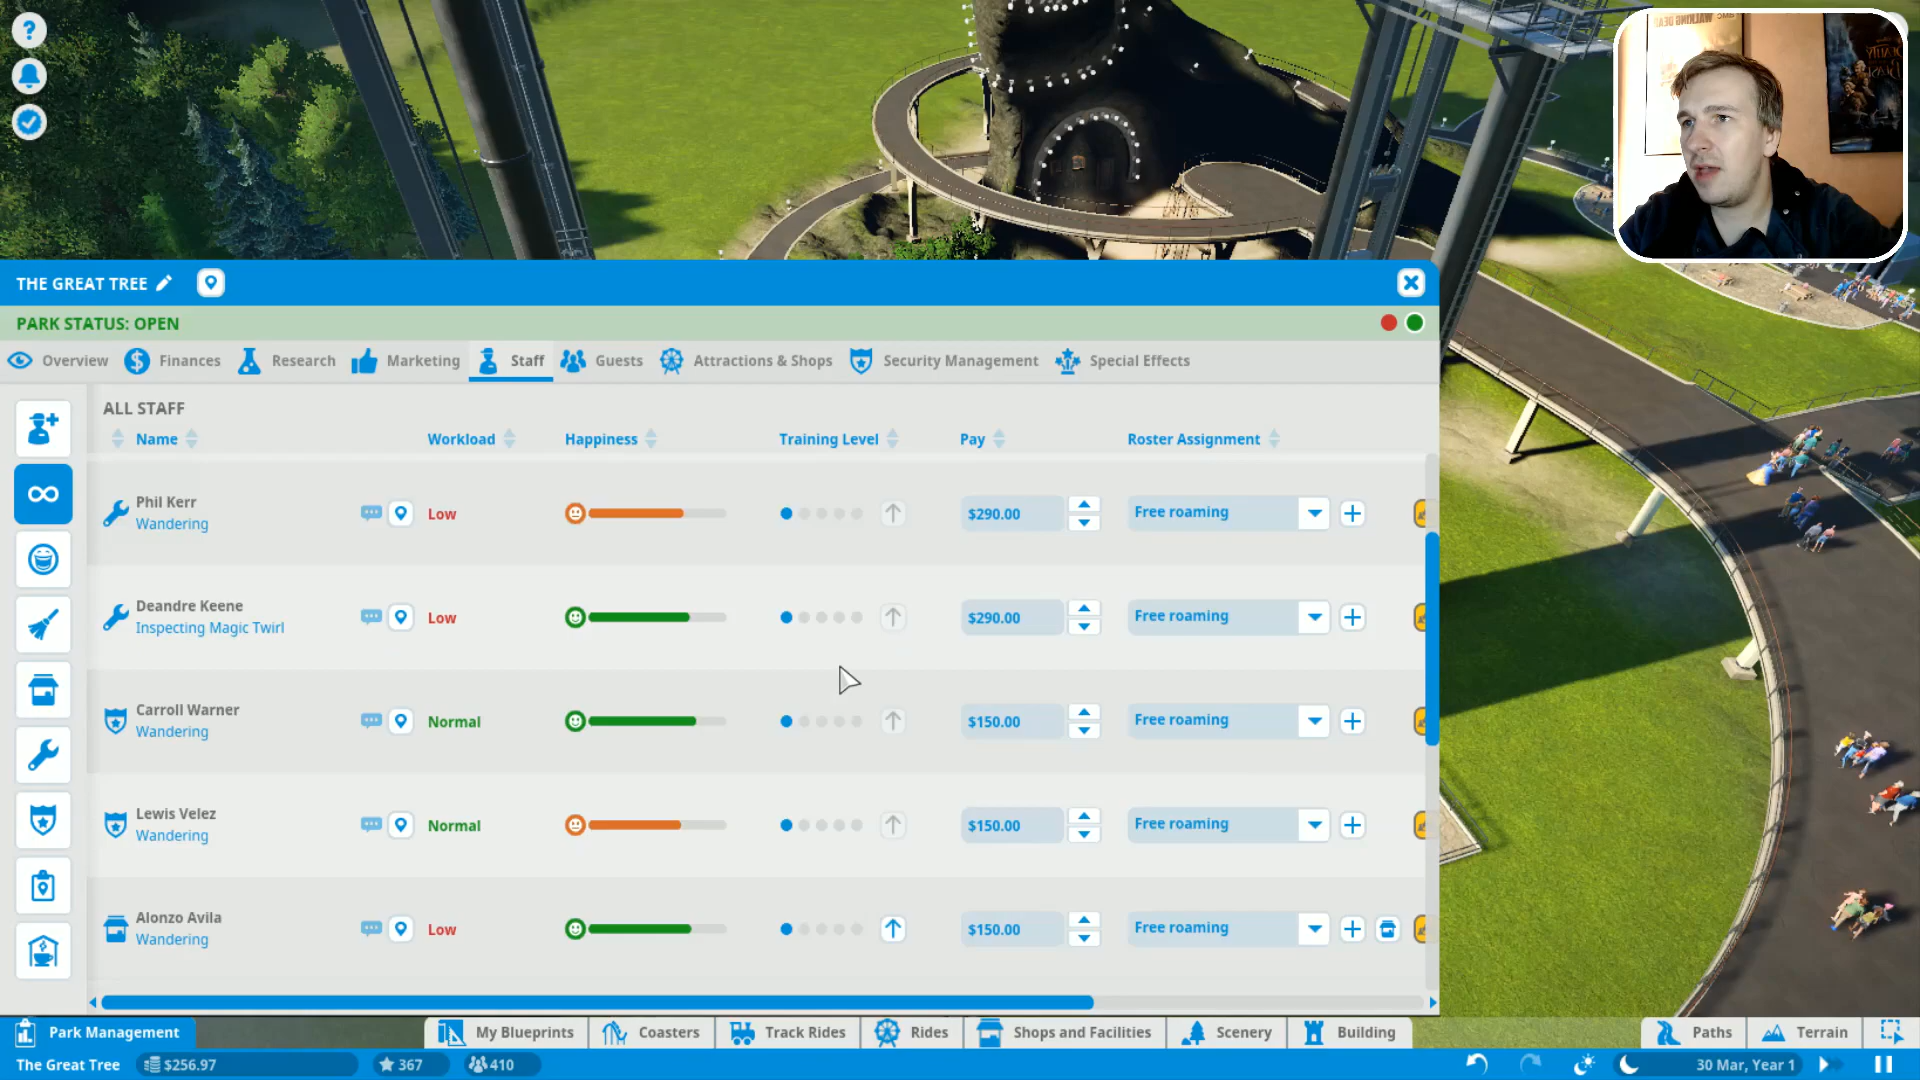 ?
WALKING DEAD
THE GREAT TREE
PARK STATUS: OPEN
Overview Finances Research Marketing Staff Guests Attractions & Shops Security Management Special Effects
ALL STAFF
Name Workload Happiness Training Level Pay Roster Assignment
Phil Kerr
Wandering
Low $290.00 Free roaming
Deandre Keene
Inspecting Magic Twirl
Low $290.00 Free roaming
Carroll Warner
Wandering
Normal $150.00 Free roaming
Lewis Velez
Wandering
Normal $150.00 Free roaming
Alonzo Avila
Wandering
Low $150.00 Free roaming
Park Management My Blueprints Coasters Track Rides Rides Shops and Facilities Scenery Building Paths Terrain
The Great Tree $256.97 367 410 30 Mar, Year 1